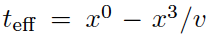 t_eff = x^0 − x^3/v